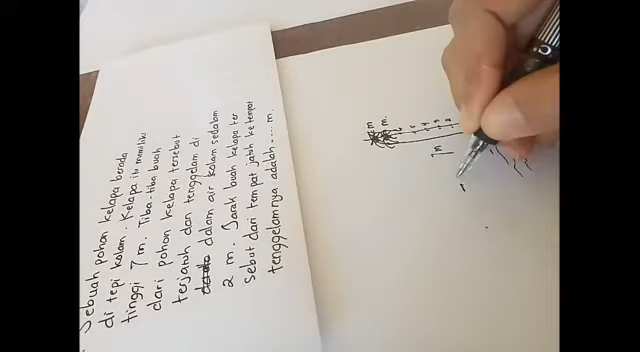 Sebuah pohon kelapa berada
di tepi kolam. Kelapa itu memiliki
tinggi 7 m. Tiba-tiba buah
dari pohon kelapa tersebut
terjatuh dan tenggelam di
dalam air kolam sedalam
2 m. Jarak buah kelapa ter
sebut dari tempat jatuh ke tempat
tenggelamnya adalah .... m.
7 m